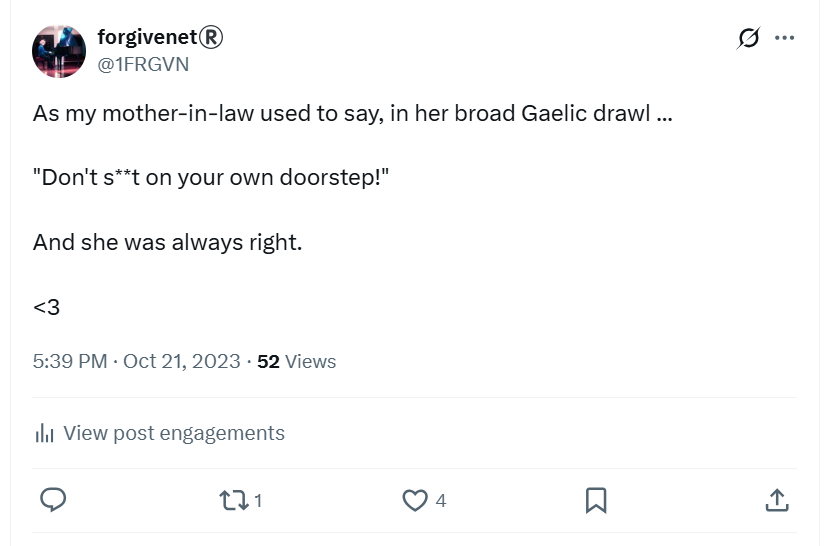 forgivenet®
@1FRGVN
As my mother-in-law used to say, in her broad Gaelic drawl ...
"Don't s**t on your own doorstep!"
And she was always right.
<3
5:39 PM · Oct 21, 2023 · 52 Views
View post engagements
1
4